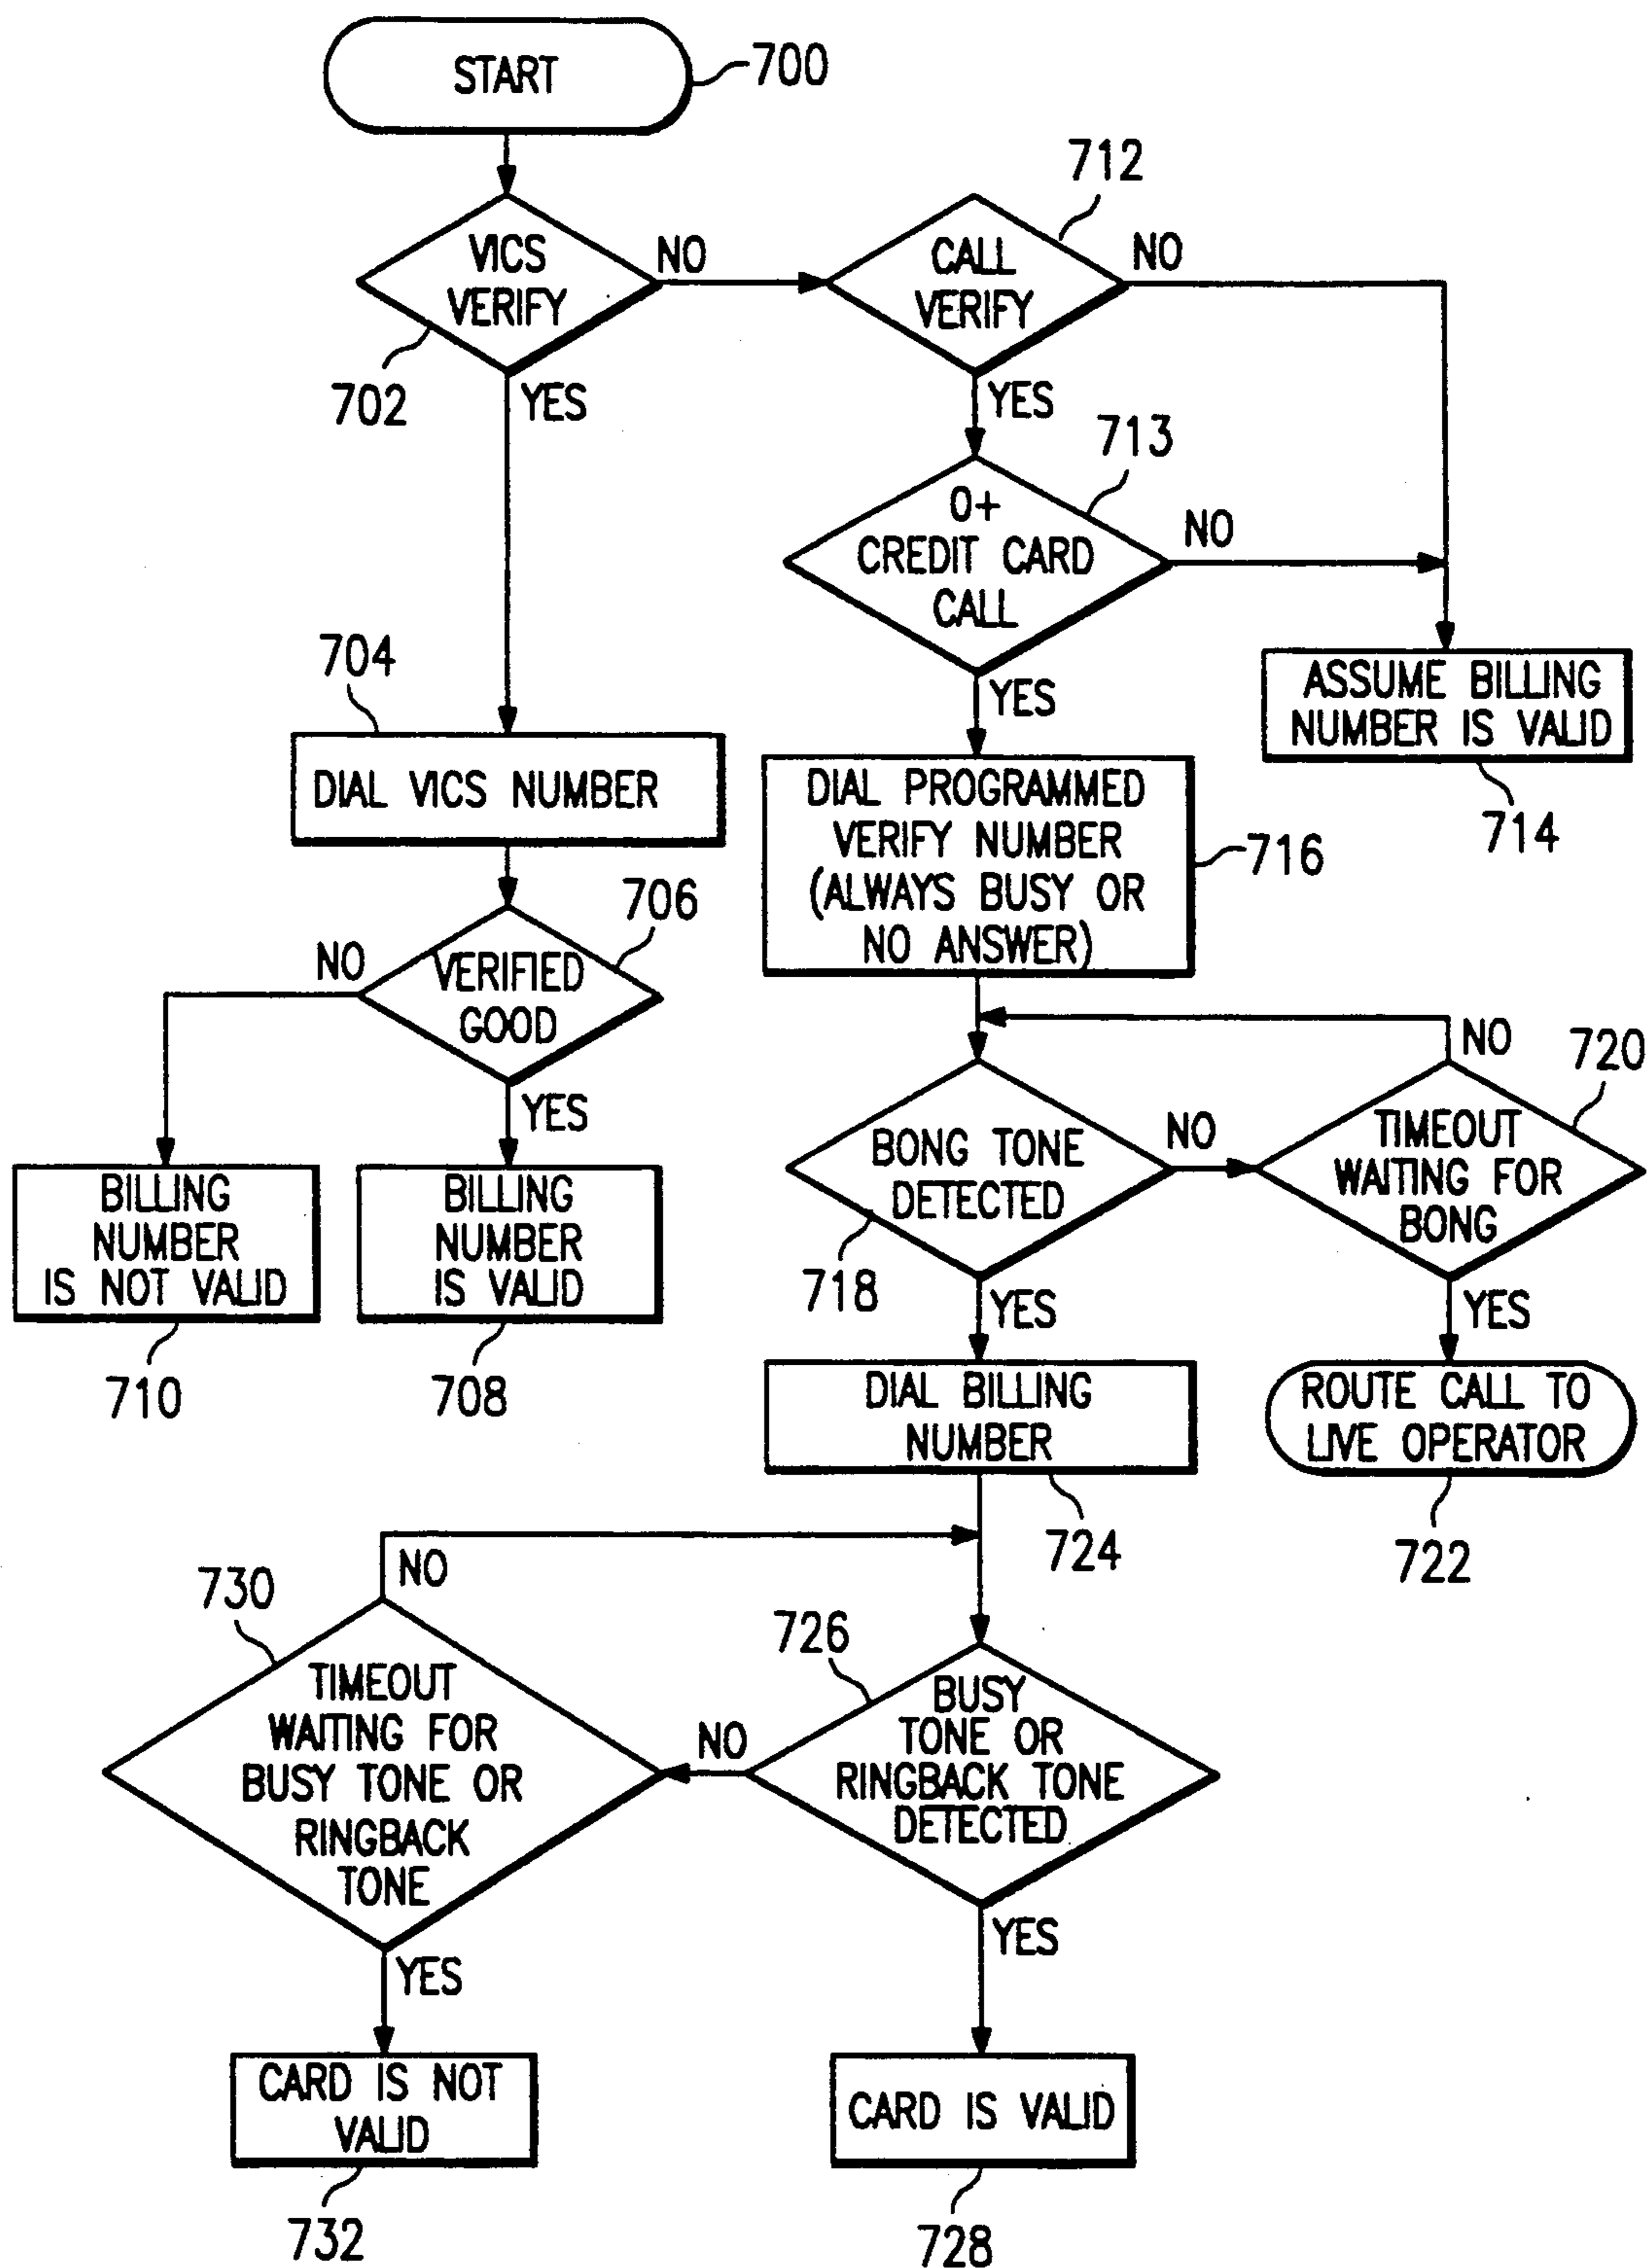 START
700
VICS
VERIFY
NO
702
YES
CALL
VERIFY
712
NO
YES
713
0+
CREDIT CARD
CALL
NO
YES
704
DIAL VICS NUMBER
ASSUME BILLING
NUMBER IS VALID
714
DIAL PROGRAMMED
VERIFY NUMBER
(ALWAYS BUSY OR
NO ANSWER)
716
706
VERIFIED
GOOD
NO
YES
BILLING
NUMBER
IS NOT VALID
710
BILLING
NUMBER
IS VALID
708
BONG TONE
DETECTED
718
NO
YES
NO
720
TIMEOUT
WAITING FOR
BONG
YES
DIAL BILLING
NUMBER
724
ROUTE CALL TO
LIVE OPERATOR
722
NO
730
TIMEOUT
WAITING FOR
BUSY TONE OR
RINGBACK
TONE
YES
NO
726
BUSY
TONE OR
RINGBACK TONE
DETECTED
YES
CARD IS NOT
VALID
732
CARD IS VALID
728